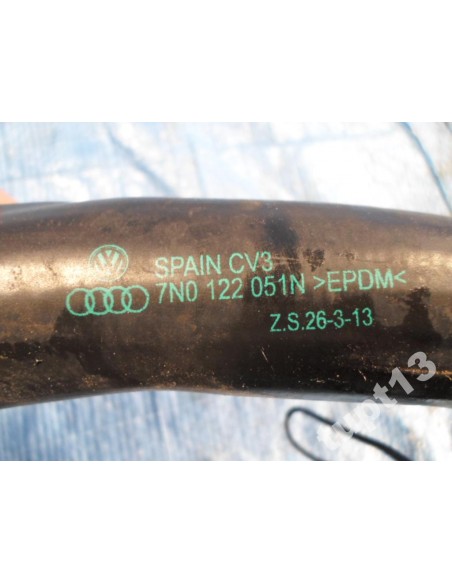 SPAIN CV3
7N0 122 051N >EPDM<
Z.S.26-3-13